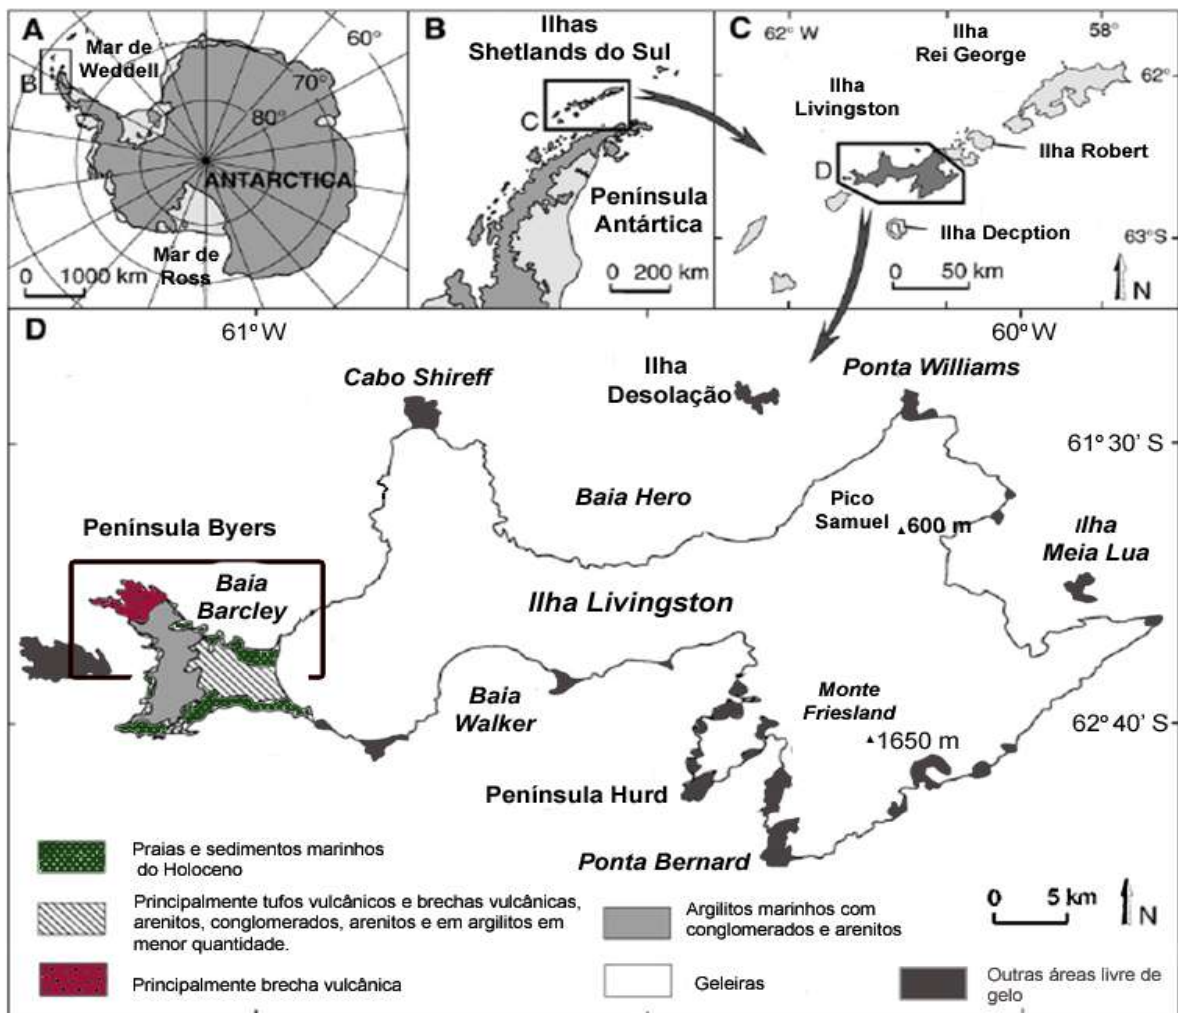 A
Mar de
Weddell
60°
70°
80°
B
ANTARCTICA
Mar de
Ross
0 1000 km
B
Ilhas
Shetlands do Sul
C
Península
Antártica
0 200 km
C
62° W
Ilha
Rei George
58°
62°
Ilha
Livingston
Ilha Robert
D
Ilha Decption
63°S
0 50 km
N
D
61° W
60° W
Cabo Shireff
Ilha
Desolação
Ponta Williams
61° 30' S
Baia Hero
Pico
Samuel
600 m
Ilha
Meia Lua
Península Byers
Baia
Barcley
Ilha Livingston
Baia
Walker
Monte
Friesland
1650 m
62° 40' S
Península Hurd
Ponta Bernard
Praias e sedimentos marinhos
do Holoceno
Principalmente tufos vulcânicos e brechas vulcânicas,
arenitos, conglomerados, arenitos e em argilitos em
menor quantidade.
Principalmente brecha vulcânica
Argilitos marinhos com
conglomerados e arenitos
Geleiras
Outras áreas livre de
gelo
0 5 km
N